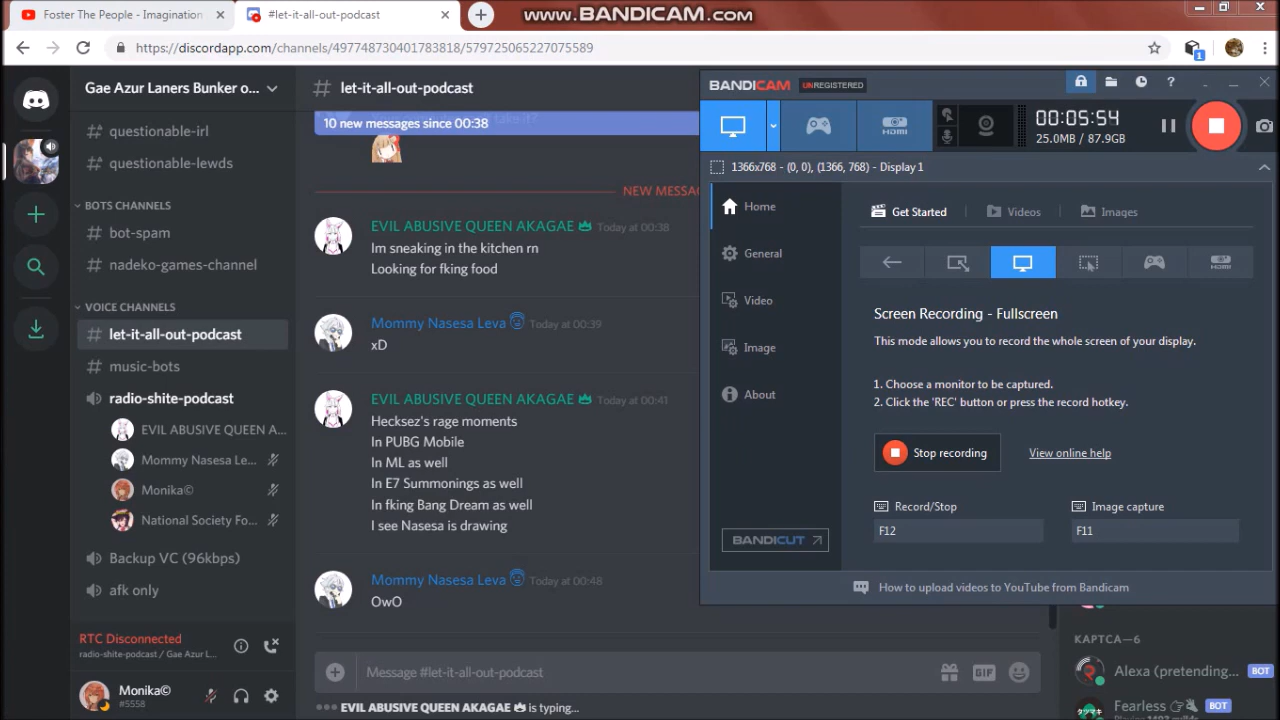 Foster The People - Imagination
#let-it-all-out-podcast
www.BANDICAM.com
https://discordapp.com/channels/497748730401783818/579725065227075589
1
Gae Azur Laners Bunker o...
questionable-irl
questionable-lewds
BOTS CHANNELS
bot-spam
nadeko-games-channel
VOICE CHANNELS
# let-it-all-out-podcast
# music-bots
radio-shite-podcast
EVIL ABUSIVE QUEEN A...
Mommy Nasesa Le...
Monika©
National Society Fo...
Backup VC (96kbps)
afk only
RTC Disconnected
radio-shite-podcast / Gae Azur L...
Monika©
#5558
# let-it-all-out-podcast
10 new messages since 00:38
NEW MESSA
EVIL ABUSIVE QUEEN AKAGAE Today at 00:38
Im sneaking in the kitchen rn
Looking for fking food
Mommy Nasesa Leva Today at 00:39
xD
EVIL ABUSIVE QUEEN AKAGAE Today at 00:41
Hecksez's rage moments
In PUBG Mobile
In ML as well
In E7 Summonings as well
In fking Bang Dream as well
I see Nasesa is drawing
Mommy Nasesa Leva Today at 00:48
OwO
Message #let-it-all-out-podcast
GIF
EVIL ABUSIVE QUEEN AKAGAE is typing...
BANDICAM UNREGISTERED
?
HDMI
00:05:54
25.0MB / 87.9GB
1366x768 - (0, 0), (1366, 768) - Display 1
Home
General
Video
Image
About
BANDICUT
Get Started
Videos
Images
HDMI
Screen Recording - Fullscreen
This mode allows you to record the whole screen of your display.
1. Choose a monitor to be captured.
2. Click the 'REC' button or press the record hotkey.
Stop recording
View online help
Record/Stop
F12
Image capture
F11
How to upload videos to YouTube from Bandicam
KAPTCA—6
Alexa (pretending... BOT
Fearless BOT